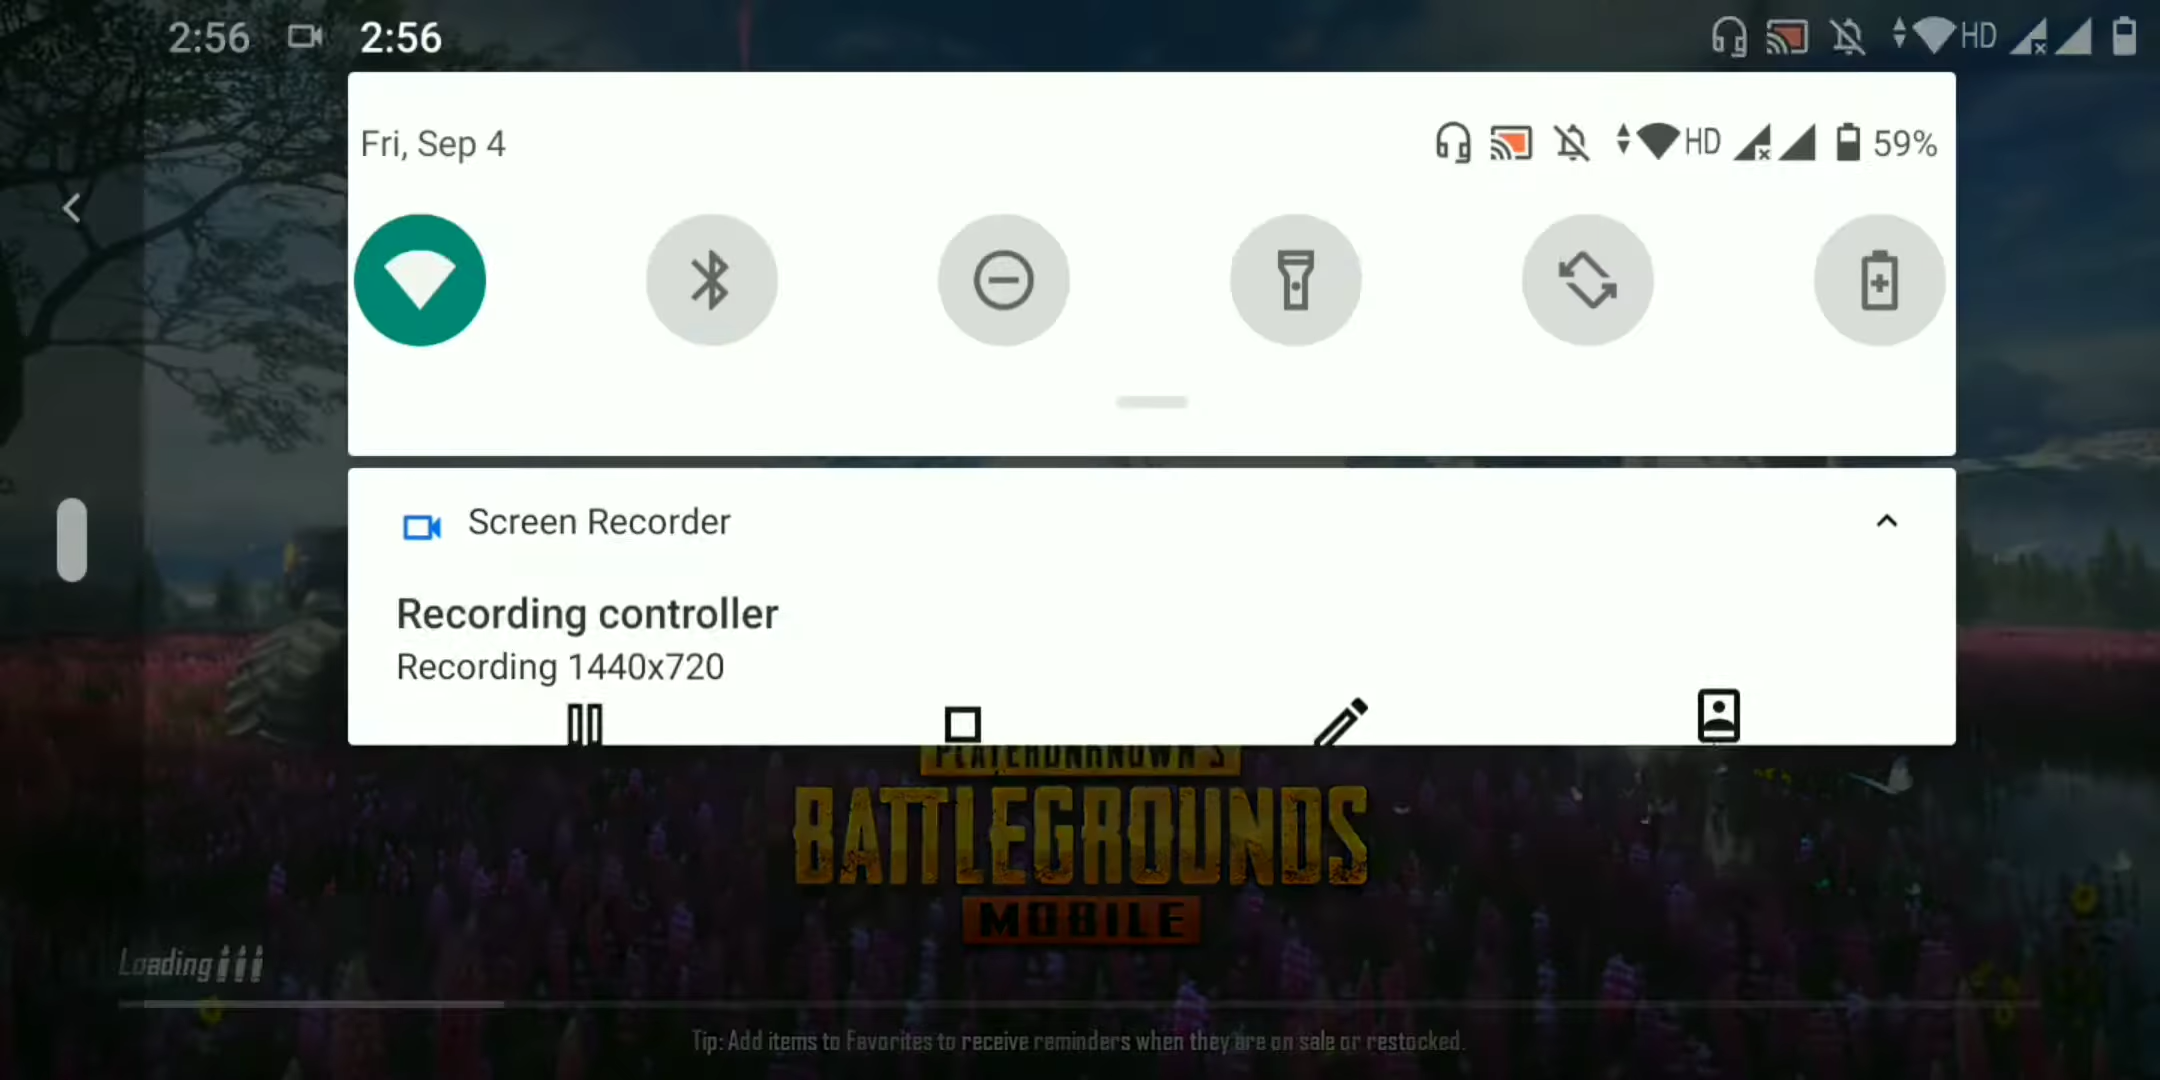 2:56 2:56 HD
Fri, Sep 4 HD 59%
Screen Recorder
Recording controller
Recording 1440x720
PLAYERUNKNOWN'S
BATTLEGROUNDS
MOBILE
Loading
Tip: Add items to Favorites to receive reminders when they are on sale or restocked.